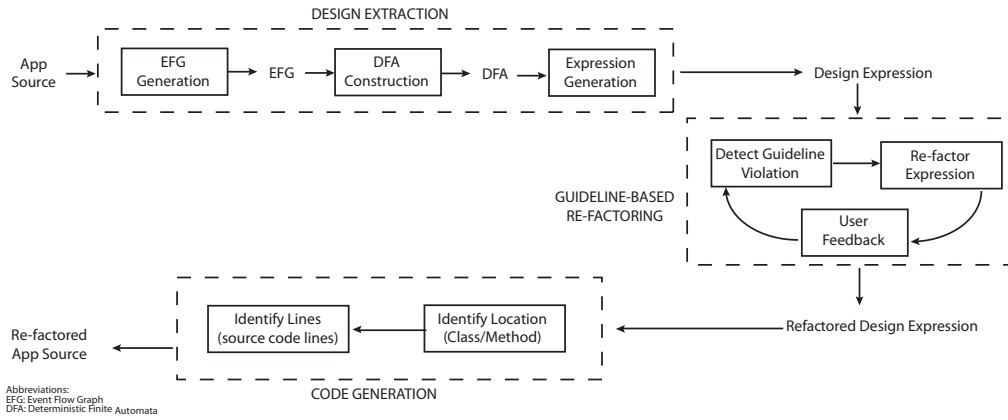 DESIGN EXTRACTION
App
Source
EFG
Generation
EFG
DFA
Construction
DFA
Expression
Generation
Design Expression
Detect Guideline
Violation
Re-factor
Expression
GUIDELINE-BASED
RE-FACTORING
User
Feedback
Refactored Design Expression
Identify Location
(Class/Method)
Identify Lines
(source code lines)
Re-factored
App Source
CODE GENERATION
Abbreviations:
EFG: Event Flow Graph
DFA: Deterministic Finite Automata